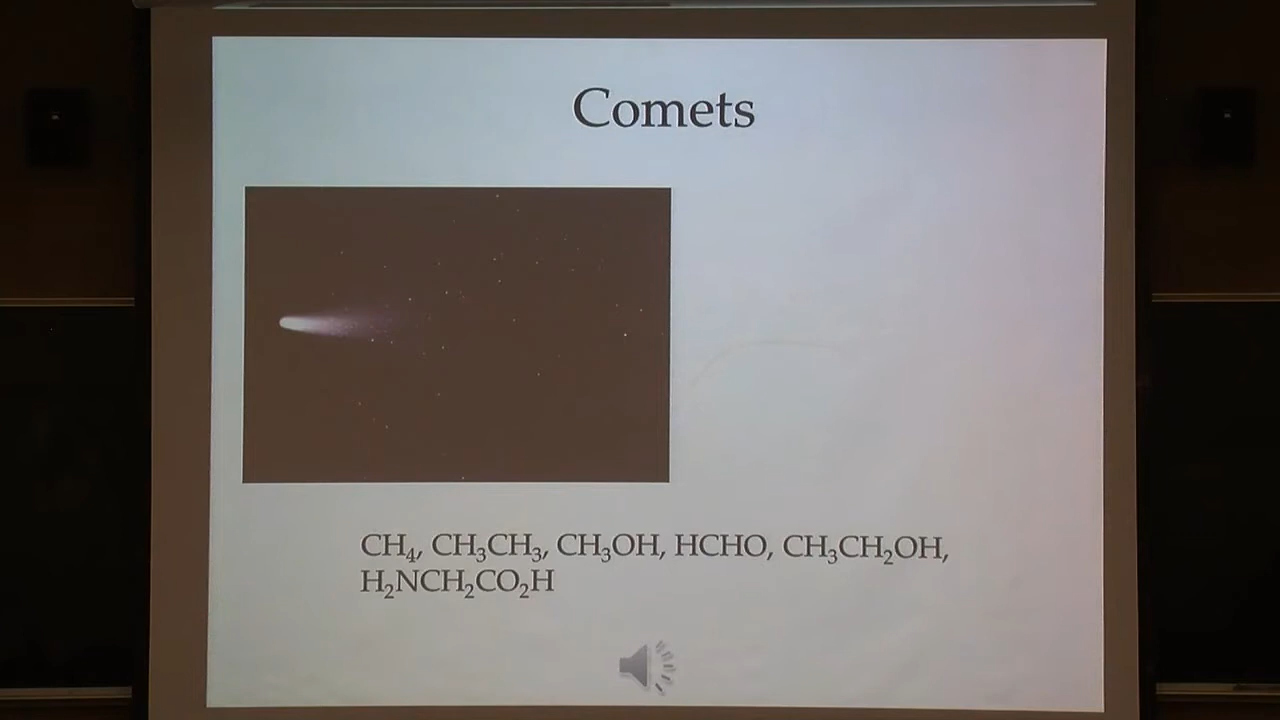 Comets
CH₄, CH₃CH₃, CH₃OH, HCHO, CH₃CH₂OH,
H₂NCH₂CO₂H